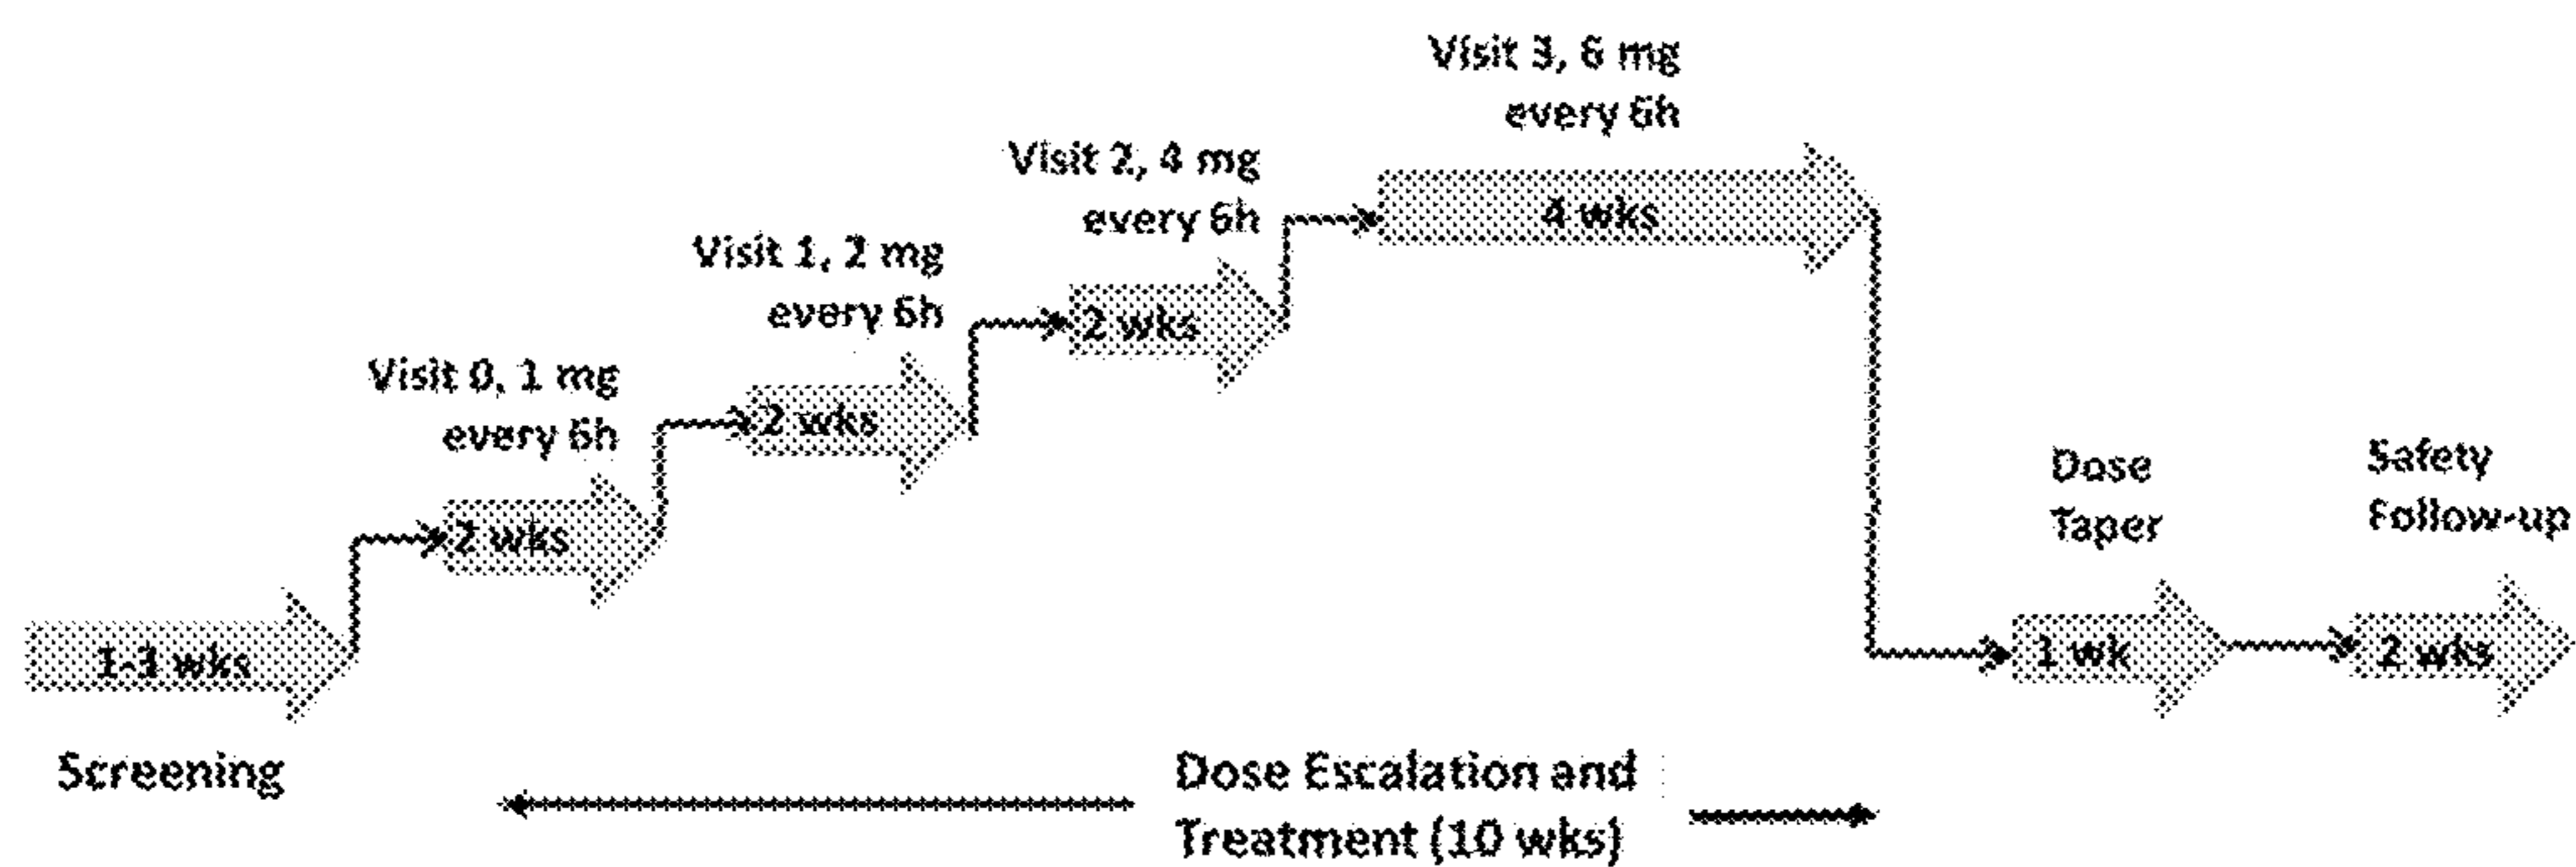 Visit 3, 6 mg
every 6h
4 wks
Visit 2, 4 mg
every 6h
2 wks
Visit 1, 2 mg
every 6h
2 wks
Visit 0, 1 mg
every 6h
2 wks
1-3 wks
Screening
Dose Escalation and
Treatment (10 wks)
Dose
Taper
1 wk
Safety
Follow-up
2 wks